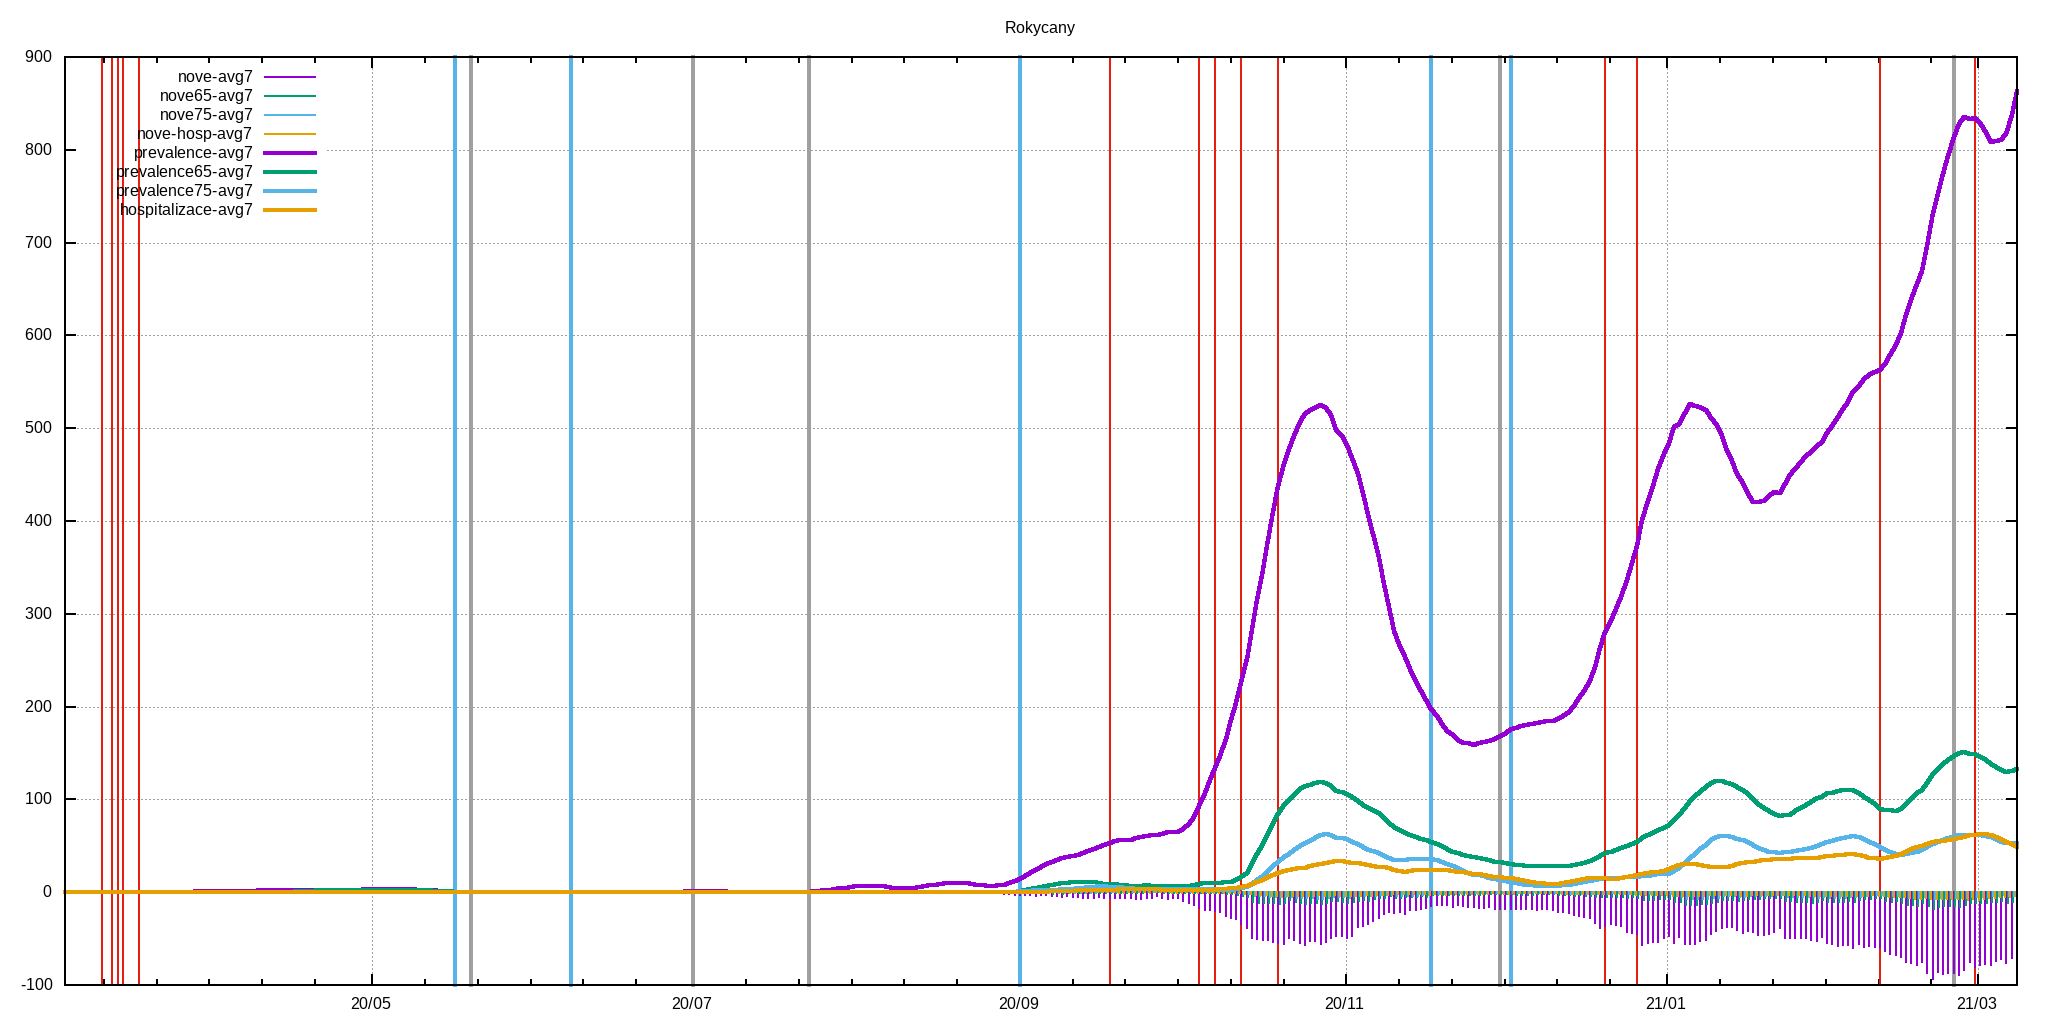 Rokycany
900
800
700
600
500
400
300
200
100
0
-100
nove-avg7
nove65-avg7
nove75-avg7
nove-hosp-avg7
prevalence-avg7
prevalence65-avg7
prevalence75-avg7
hospitalizace-avg7
20/05 20/07 20/09 20/11 21/01 21/03